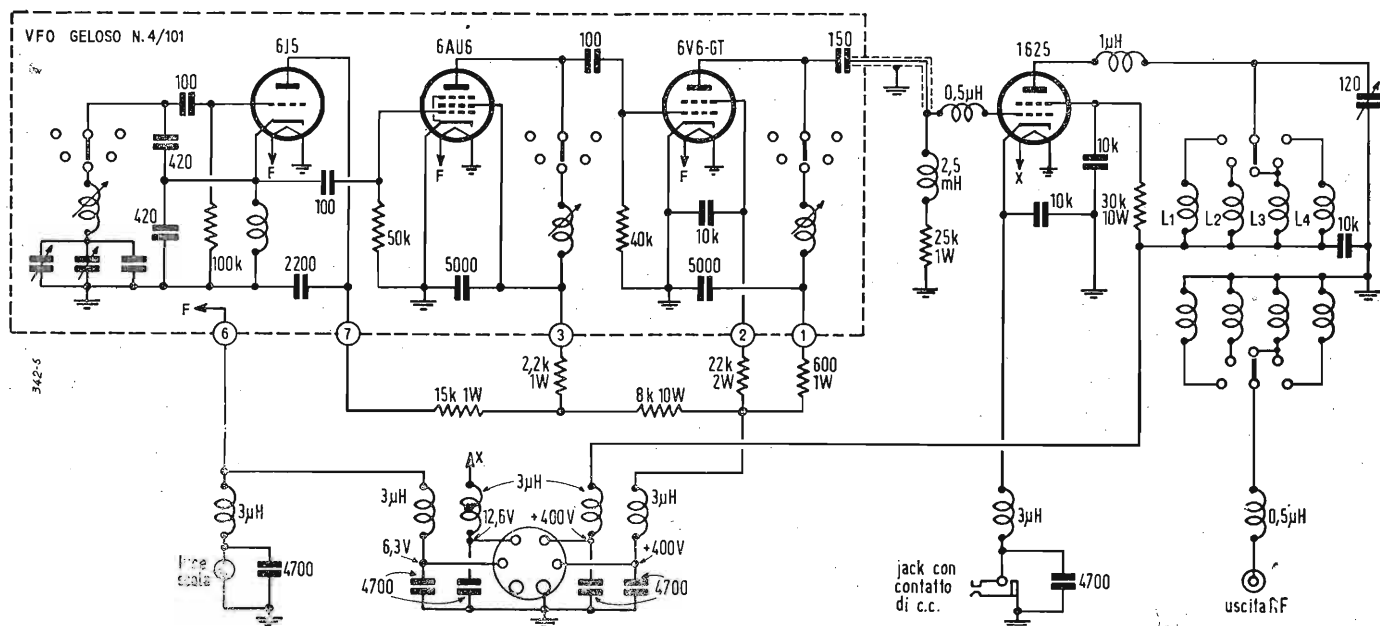 VFO GELOSO N.4/101
6J5
6AU6
6V6-GT
1625
100
100
150
1µH
120
0,5µH
420
420
100k
100
50k
2200
5000
40k
10k
5000
2,5
mH
25k
1W
10k
10k
30k
10W
L1
L2
L3
L4
10k
F
F
F
X
F
6
7
3
2
1
342-5
2,2k
1W
22k
2W
600
1W
15k 1W
8k 10W
X
3µH
3µH
3µH
3µH
3µH
0,5µH
12,6V
+400V
6,3V
+400V
luce
scala
4700
4700
4700
4700
jack con
contatto
di c.c.
uscita RF